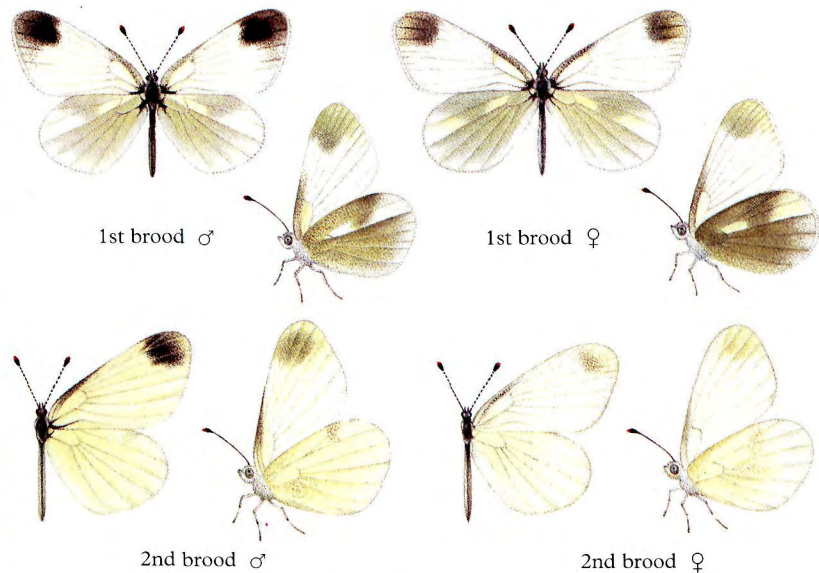 1st brood ♂
1st brood ♀
2nd brood ♂
2nd brood ♀